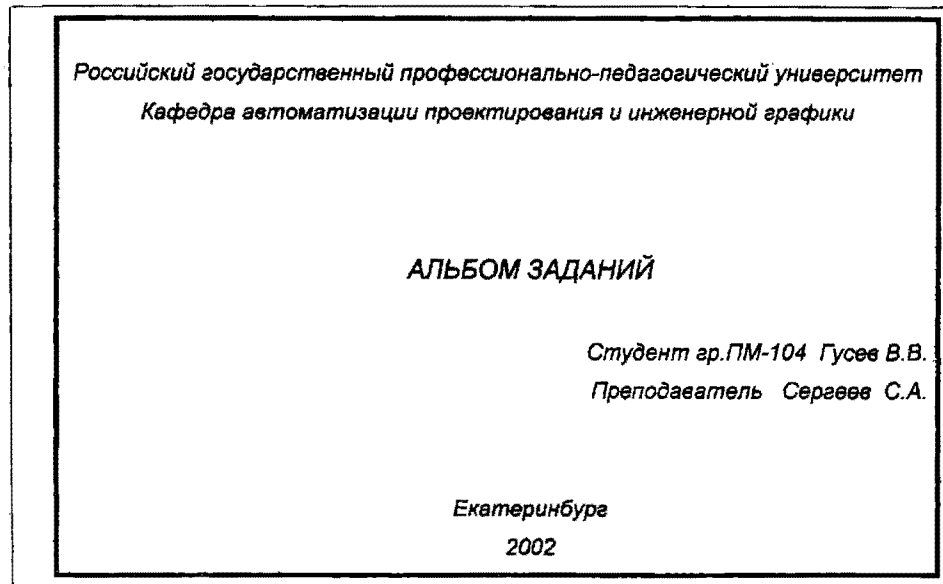 Российский государственный профессионально-педагогический университет
Кафедра автоматизации проектирования и инженерной графики
АЛЬБОМ ЗАДАНИЙ
Студент гр.ПМ-104 Гусев В.В.
Преподаватель Сергеев С.А.
Екатеринбург
2002